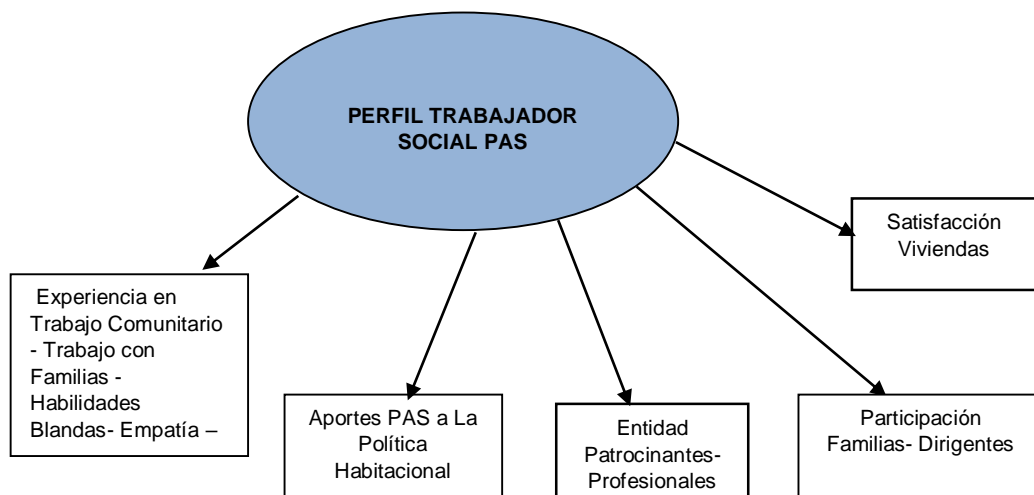 PERFIL TRABAJADOR
SOCIAL PAS
Satisfacción
Viviendas
Experiencia en
Trabajo Comunitario
- Trabajo con
Familias -
Habilidades
Blandas- Empatía –
Aportes PAS a La
Política
Habitacional
Entidad
Patrocinantes-
Profesionales
Participación
Familias- Dirigentes